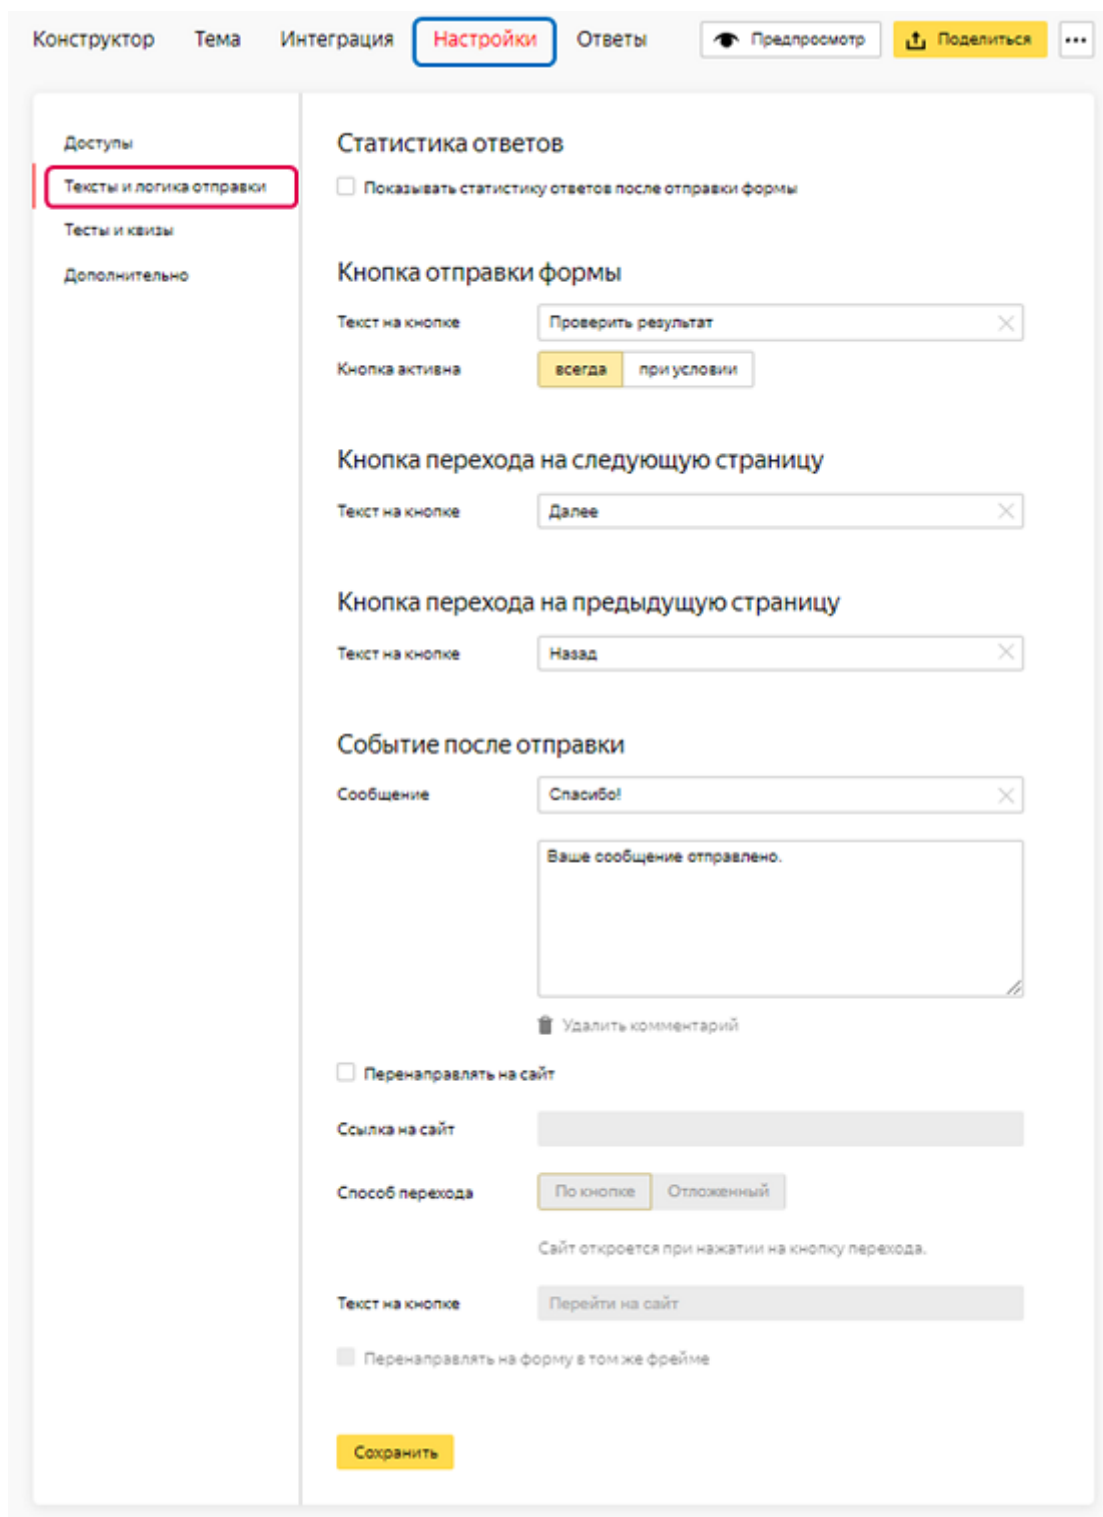 Конструктор Тема Интеграция Настройки Ответы Предпросмотр Поделиться
Доступы
Тексты и логика отправки
Тесты и квизы
Дополнительно
Статистика ответов
Показывать статистику ответов после отправки формы
Кнопка отправки формы
Текст на кнопке Проверить результат
Кнопка активна всегда при условии
Кнопка перехода на следующую страницу
Текст на кнопке Далее
Кнопка перехода на предыдущую страницу
Текст на кнопке Назад
Событие после отправки
Сообщение Спасибо!
Ваше сообщение отправлено.
Удалить комментарий
Перенаправлять на сайт
Ссылка на сайт
Способ перехода По кнопке Отложенный
Сайт откроется при нажатии на кнопку перехода.
Текст на кнопке Перейти на сайт
Перенаправлять на форму в том же фрейме
Сохранить